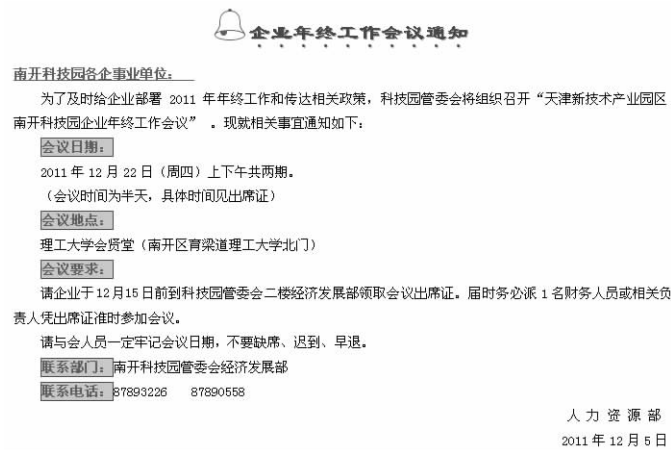 企业年终工作会议通知
南开科技园各企事业单位：
为了及时给企业部署 2011 年年终工作和传达相关政策，科技园管委会将组织召开“天津新技术产业园区
南开科技园企业年终工作会议” 。现就相关事宜通知如下：
会议日期：
2011 年 12 月 22 日（周四）上下午共两期。
（会议时间为半天，具体时间见出席证）
会议地点：
理工大学会贤堂（南开区育梁道理工大学北门）
会议要求：
请企业于12月15日前到科技园管委会二楼经济发展部领取会议出席证。届时务必派 1 名财务人员或相关负
责人凭出席证准时参加会议。
请与会人员一定牢记会议日期，不要缺席、迟到、早退。
联系部门：南开科技园管委会经济发展部
联系电话：87893226 87890558
人 力 资 源 部
2011 年 12 月 5 日